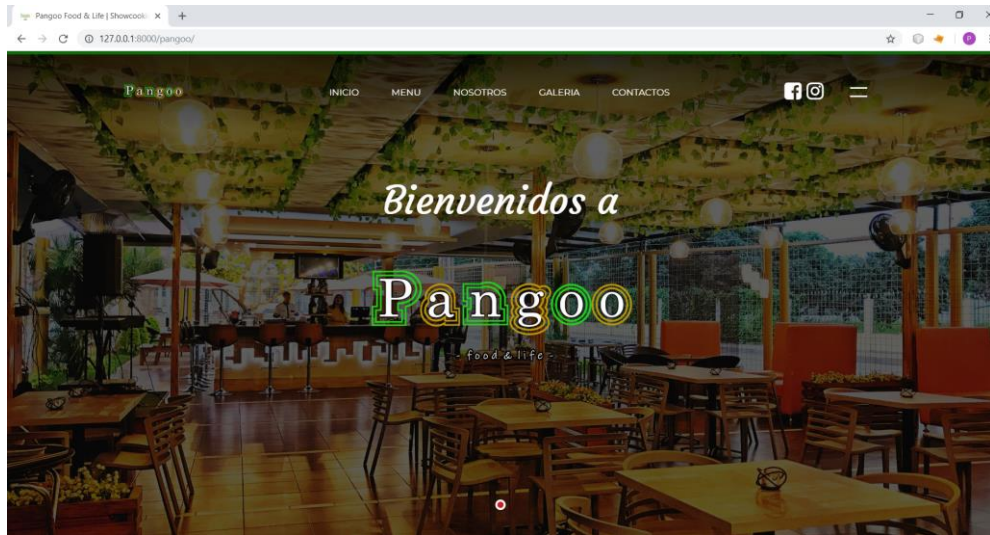 Pangoo Food & Life | Showcook
127.0.0.1:8000/pangoo/
P
Pangoo
INICIO MENU NOSOTROS GALERIA CONTACTOS
Bienvenidos a
Pangoo
- food & life -